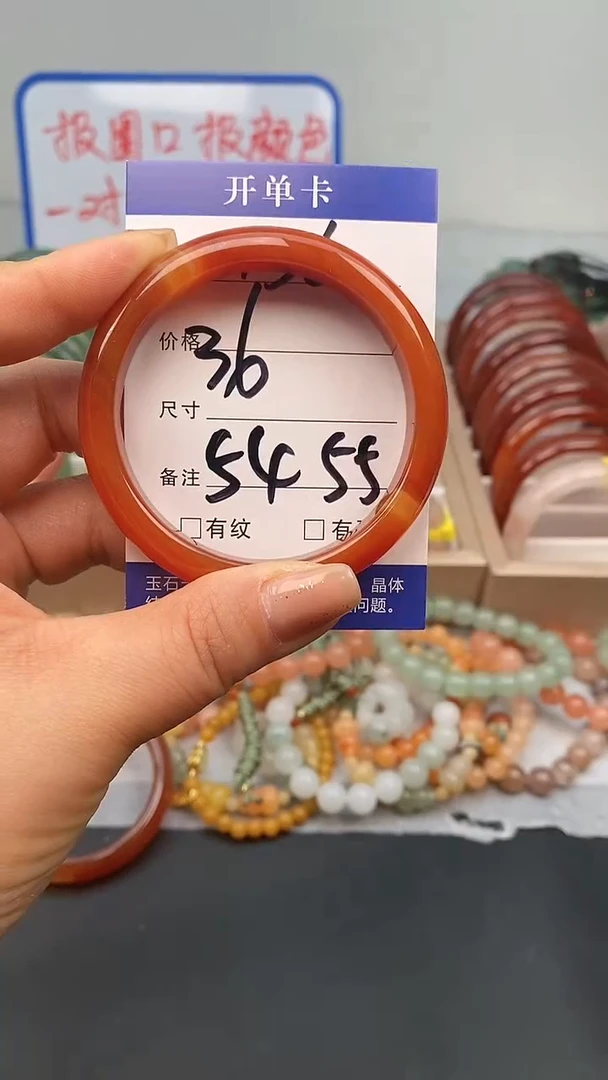 报圈口报颜色
一对
开单卡
价格
36
尺寸
备注 54 55
□有纹 □有
玉石 晶体
问题。